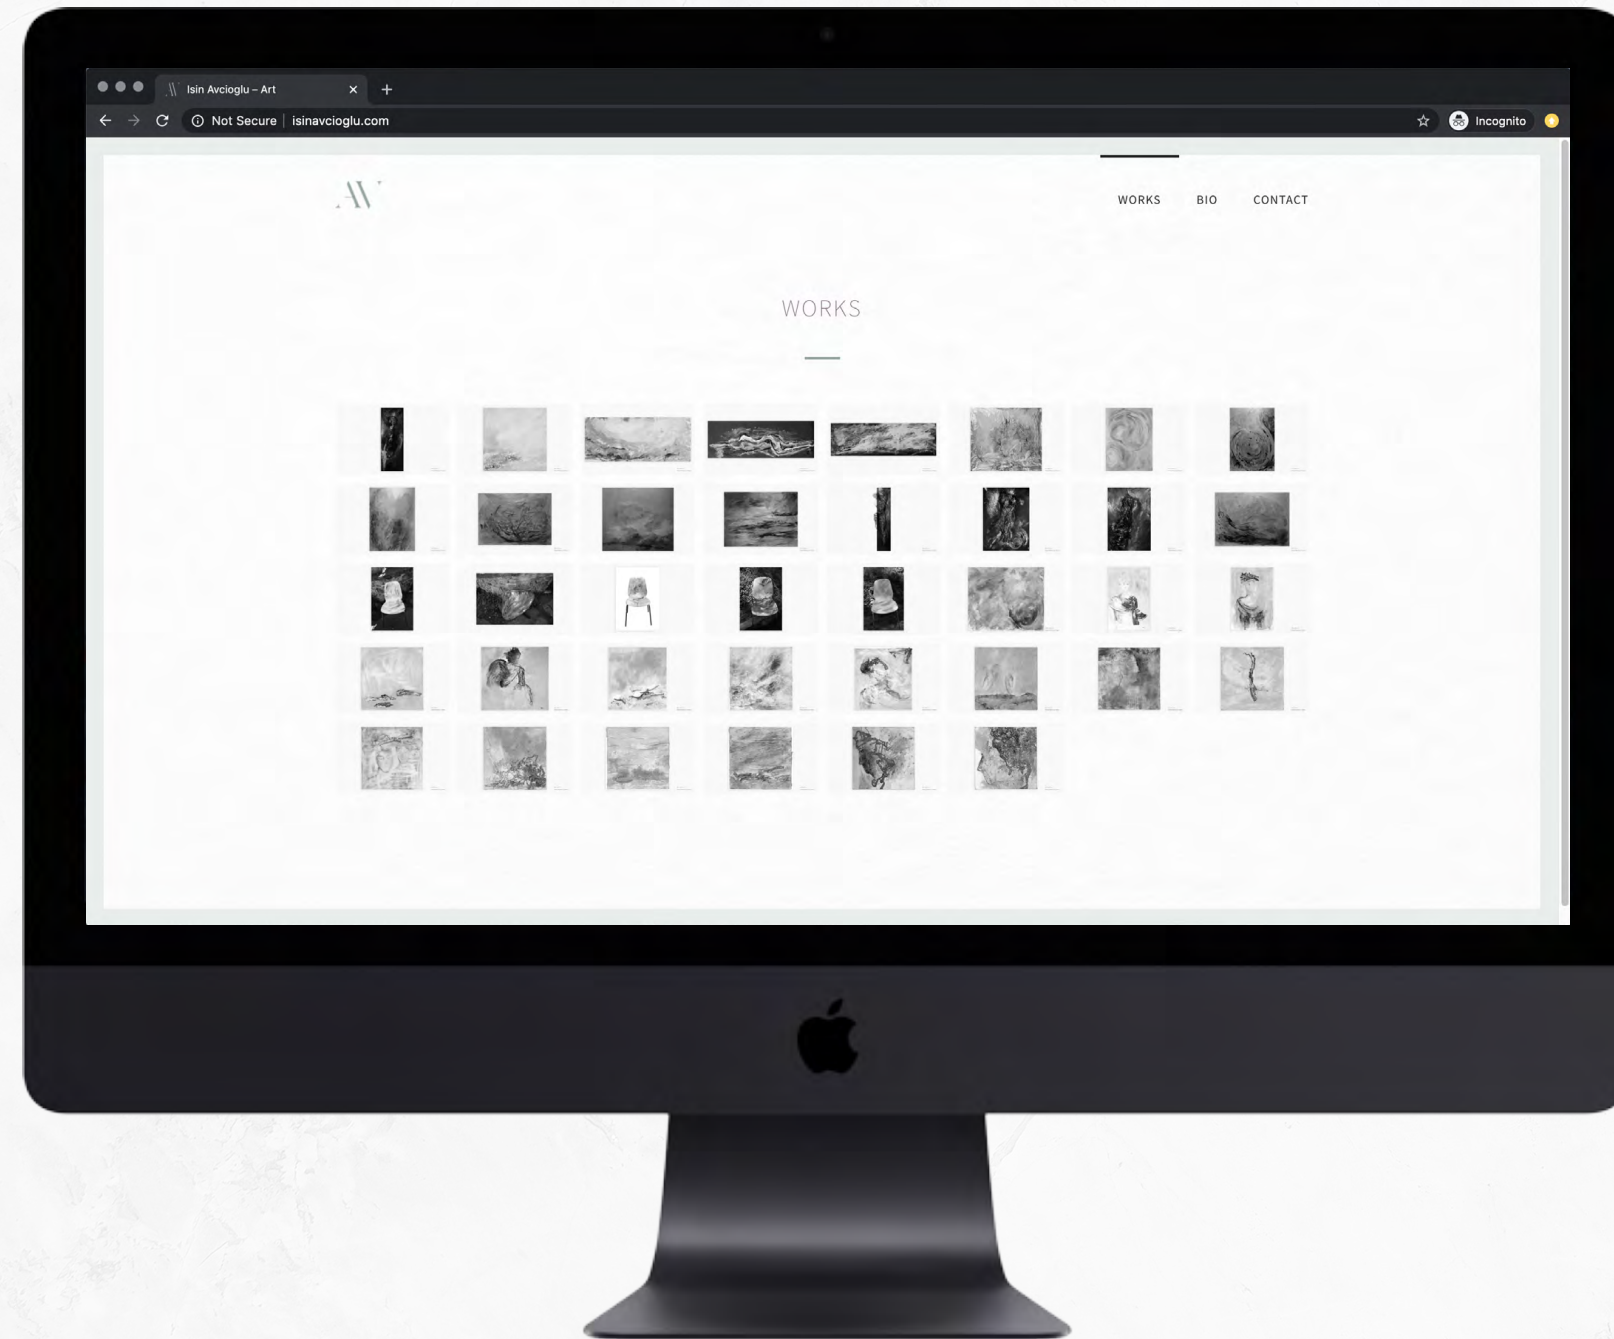 Isin Avcioglu – Art
Not Secure | isinavcioglu.com
Incognito
AV
WORKS BIO CONTACT
WORKS